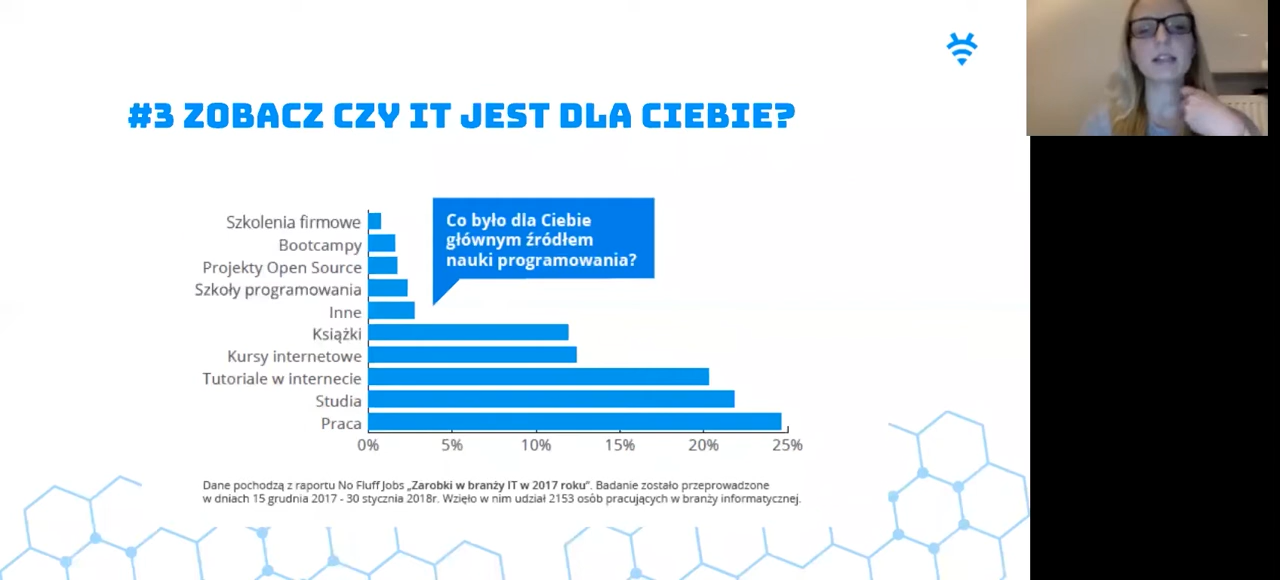 #3 ZOBACZ CZY IT JEST DLA CIEBIE?
Co było dla Ciebie
głównym źródłem
nauki programowania?
Szkolenia firmowe
Bootcampy
Projekty Open Source
Szkoły programowania
Inne
Książki
Kursy internetowe
Tutoriale w internecie
Studia
Praca
0% 5% 10% 15% 20% 25%
Dane pochodzą z raportu No Fluff Jobs „Zarobki w branży IT w 2017 roku”. Badanie zostało przeprowadzone
w dniach 15 grudnia 2017 - 30 stycznia 2018r. Wzięło w nim udział 2153 osób pracujących w branży informatycznej.